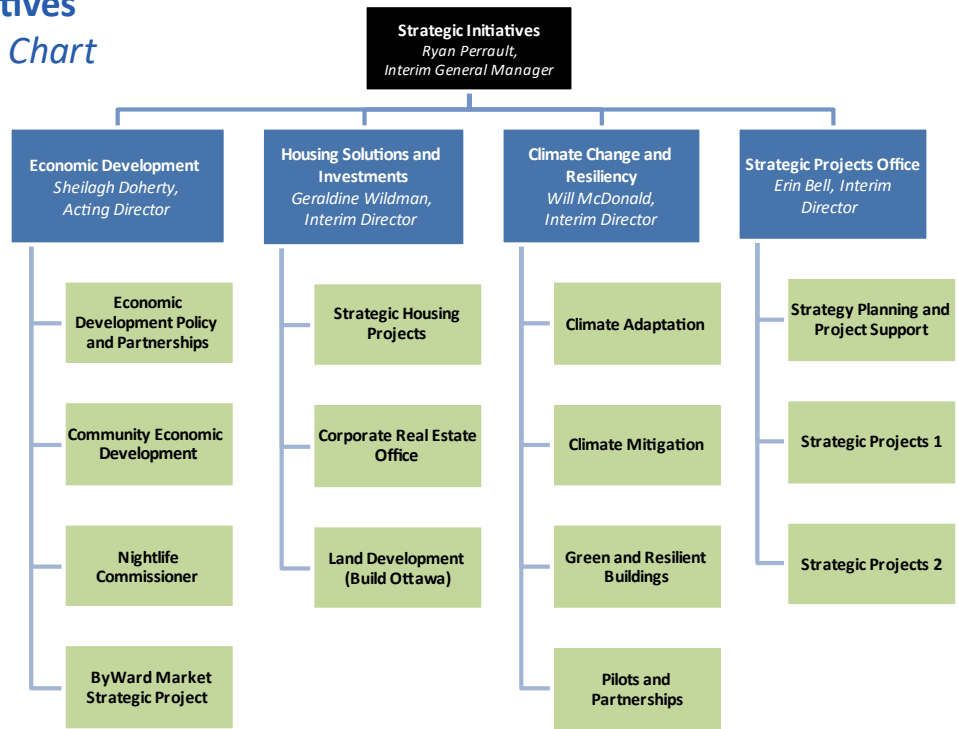 tives
Chart
Strategic Initiatives
Ryan Perrault,
Interim General Manager
Economic Development
Sheilagh Doherty,
Acting Director
Housing Solutions and
Investments
Geraldine Wildman,
Interim Director
Climate Change and
Resiliency
Will McDonald,
Interim Director
Strategic Projects Office
Erin Bell, Interim
Director
Economic
Development Policy
and Partnerships
Community Economic
Development
Nightlife
Commissioner
ByWard Market
Strategic Project
Strategic Housing
Projects
Corporate Real Estate
Office
Land Development
(Build Ottawa)
Climate Adaptation
Climate Mitigation
Green and Resilient
Buildings
Pilots and
Partnerships
Strategy Planning and
Project Support
Strategic Projects 1
Strategic Projects 2